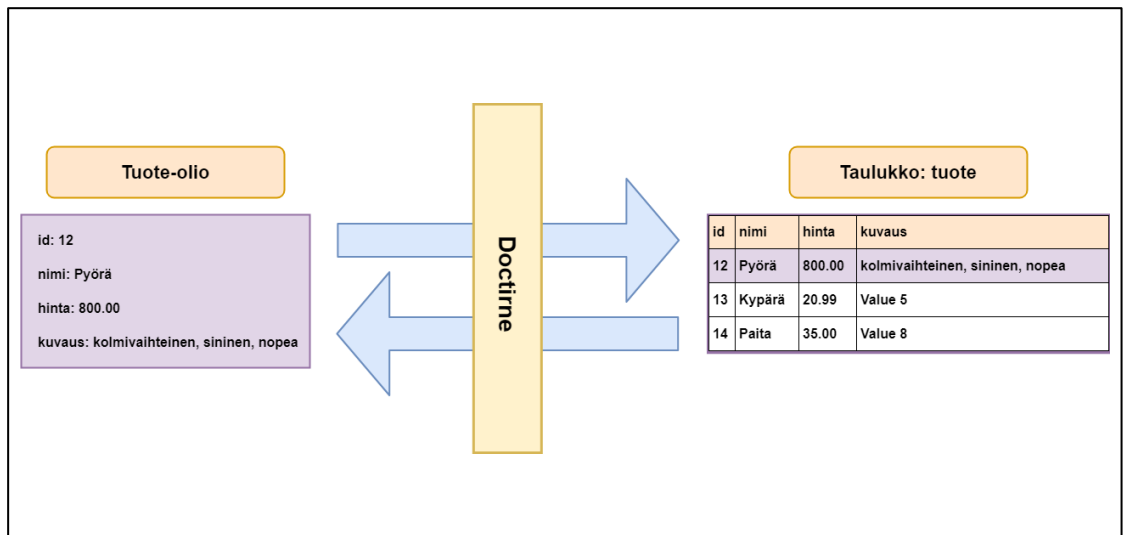 Tuote-olio
id: 12
nimi: Pyörä
hinta: 800.00
kuvaus: kolmivaihteinen, sininen, nopea
Doctirne
Taulukko: tuote
id nimi hinta kuvaus
12 Pyörä 800.00 kolmivaihteinen, sininen, nopea
13 Kypärä 20.99 Value 5
14 Paita 35.00 Value 8